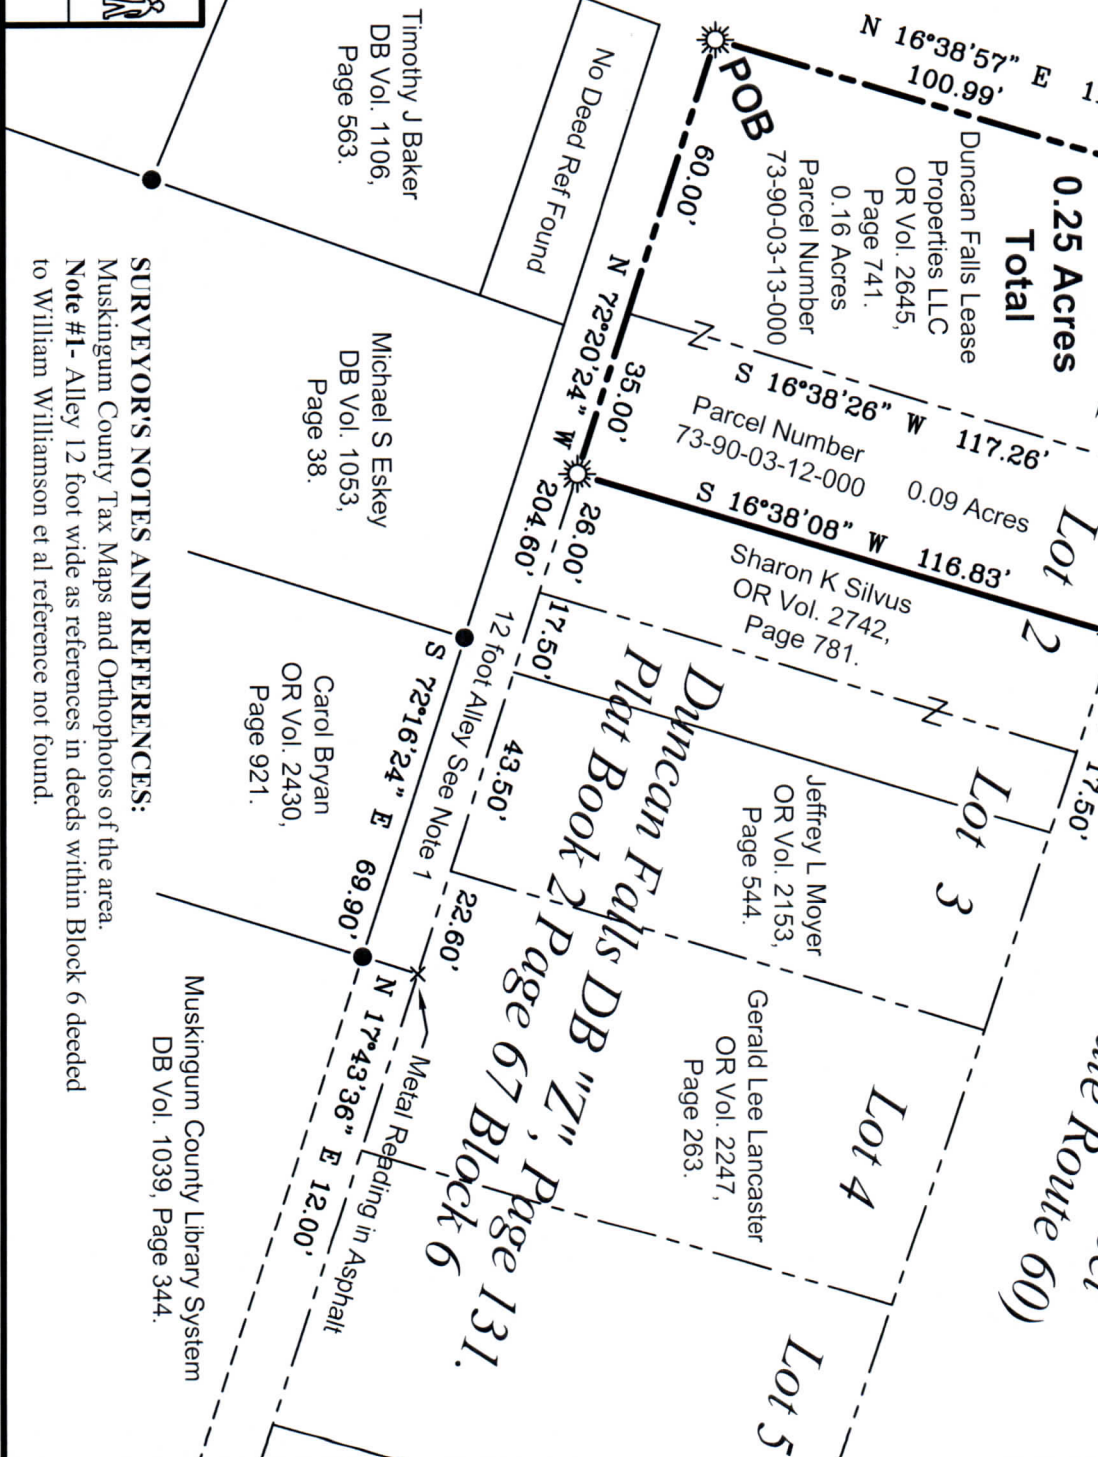 N 16°38'57" E
100.99'
POB
60.00'
35.00'
N 72°20'24" W
204.60'
0.25 Acres
Total
Duncan Falls Lease
Properties LLC
OR Vol. 2645,
Page 741.
0.16 Acres
Parcel Number
73-90-03-13-000
S 16°38'26" W 117.26'
Parcel Number
73-90-03-12-000
0.09 Acres
S 16°38'08" W 116.83'
Lot 2
Sharon K Silvus
OR Vol. 2742,
Page 781.
26.00'
17.50'
43.50'
22.60'
17.50'
Lot 3
Jeffrey L Moyer
OR Vol. 2153,
Page 544.
Gerald Lee Lancaster
OR Vol. 2247,
Page 263.
Lot 4
Lot 5
Route 60)
Duncan Falls DB "Z", Page 131.
Plat Book 2 Page 67 Block 6
12 foot Alley See Note 1
Metal Reading in Asphalt
No Deed Ref Found
Timothy J Baker
DB Vol. 1106,
Page 563.
Michael S Eskey
DB Vol. 1053,
Page 38.
S 72°16'24" E 69.90'
Carol Bryan
OR Vol. 2430,
Page 921.
N 17°43'36" E 12.00'
Muskingum County Library System
DB Vol. 1039, Page 344.
SURVEYOR'S NOTES AND REFERENCES:
Muskingum County Tax Maps and Orthophotos of the area.
Note #1- Alley 12 foot wide as references in deeds within Block 6 deeded
to William Williamson et al reference not found.